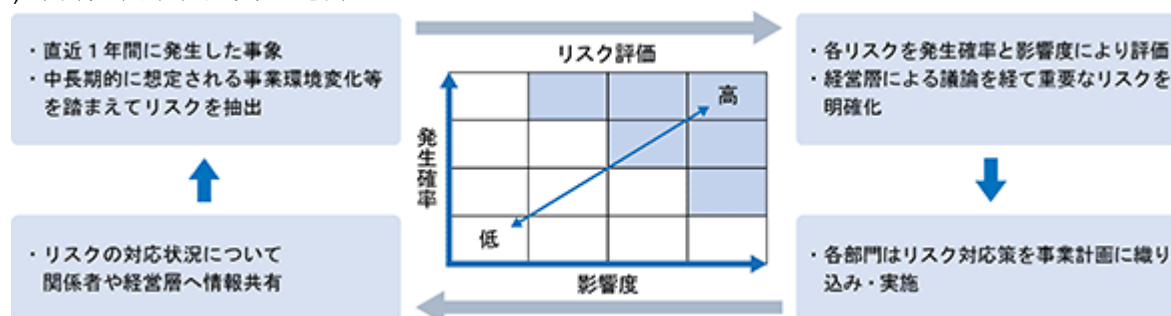 ・直近１年間に発生した事象
・中長期的に想定される事業環境変化等
を踏まえてリスクを抽出
リスク評価
高
発生確率
低
影響度
・各リスクを発生確率と影響度により評価
・経営層による議論を経て重要なリスクを
明確化
・リスクの対応状況について
関係者や経営層へ情報共有
・各部門はリスク対応策を事業計画に織り
込み・実施